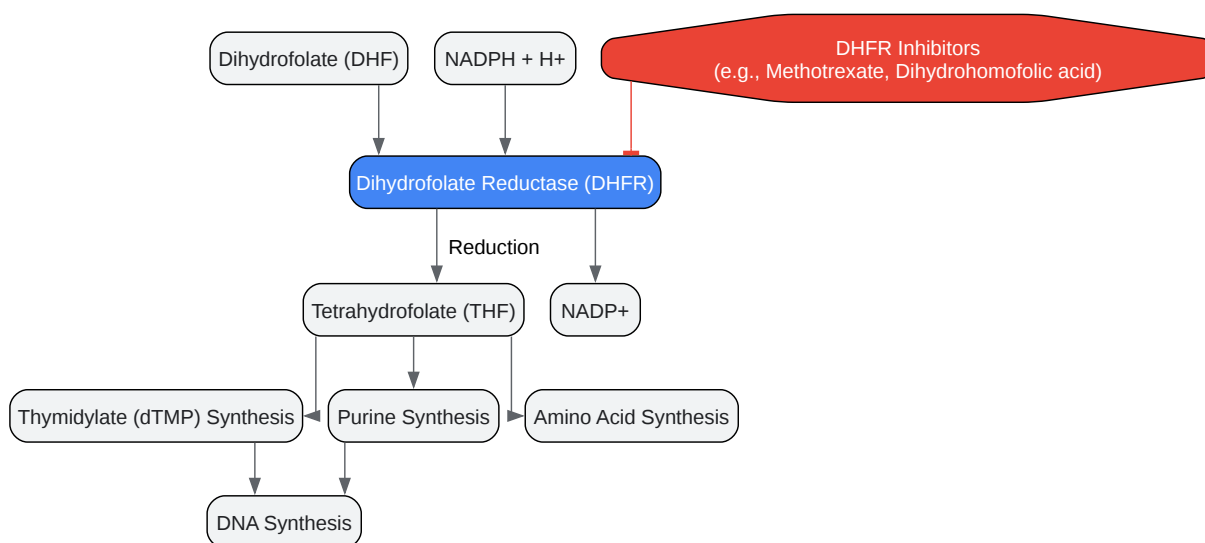 Dihydrofolate (DHF)
NADPH + H+
DHFR Inhibitors
(e.g., Methotrexate, Dihydrohomofolic acid)
Dihydrofolate Reductase (DHFR)
Reduction
Tetrahydrofolate (THF)
NADP+
Thymidylate (dTMP) Synthesis
Purine Synthesis
Amino Acid Synthesis
DNA Synthesis